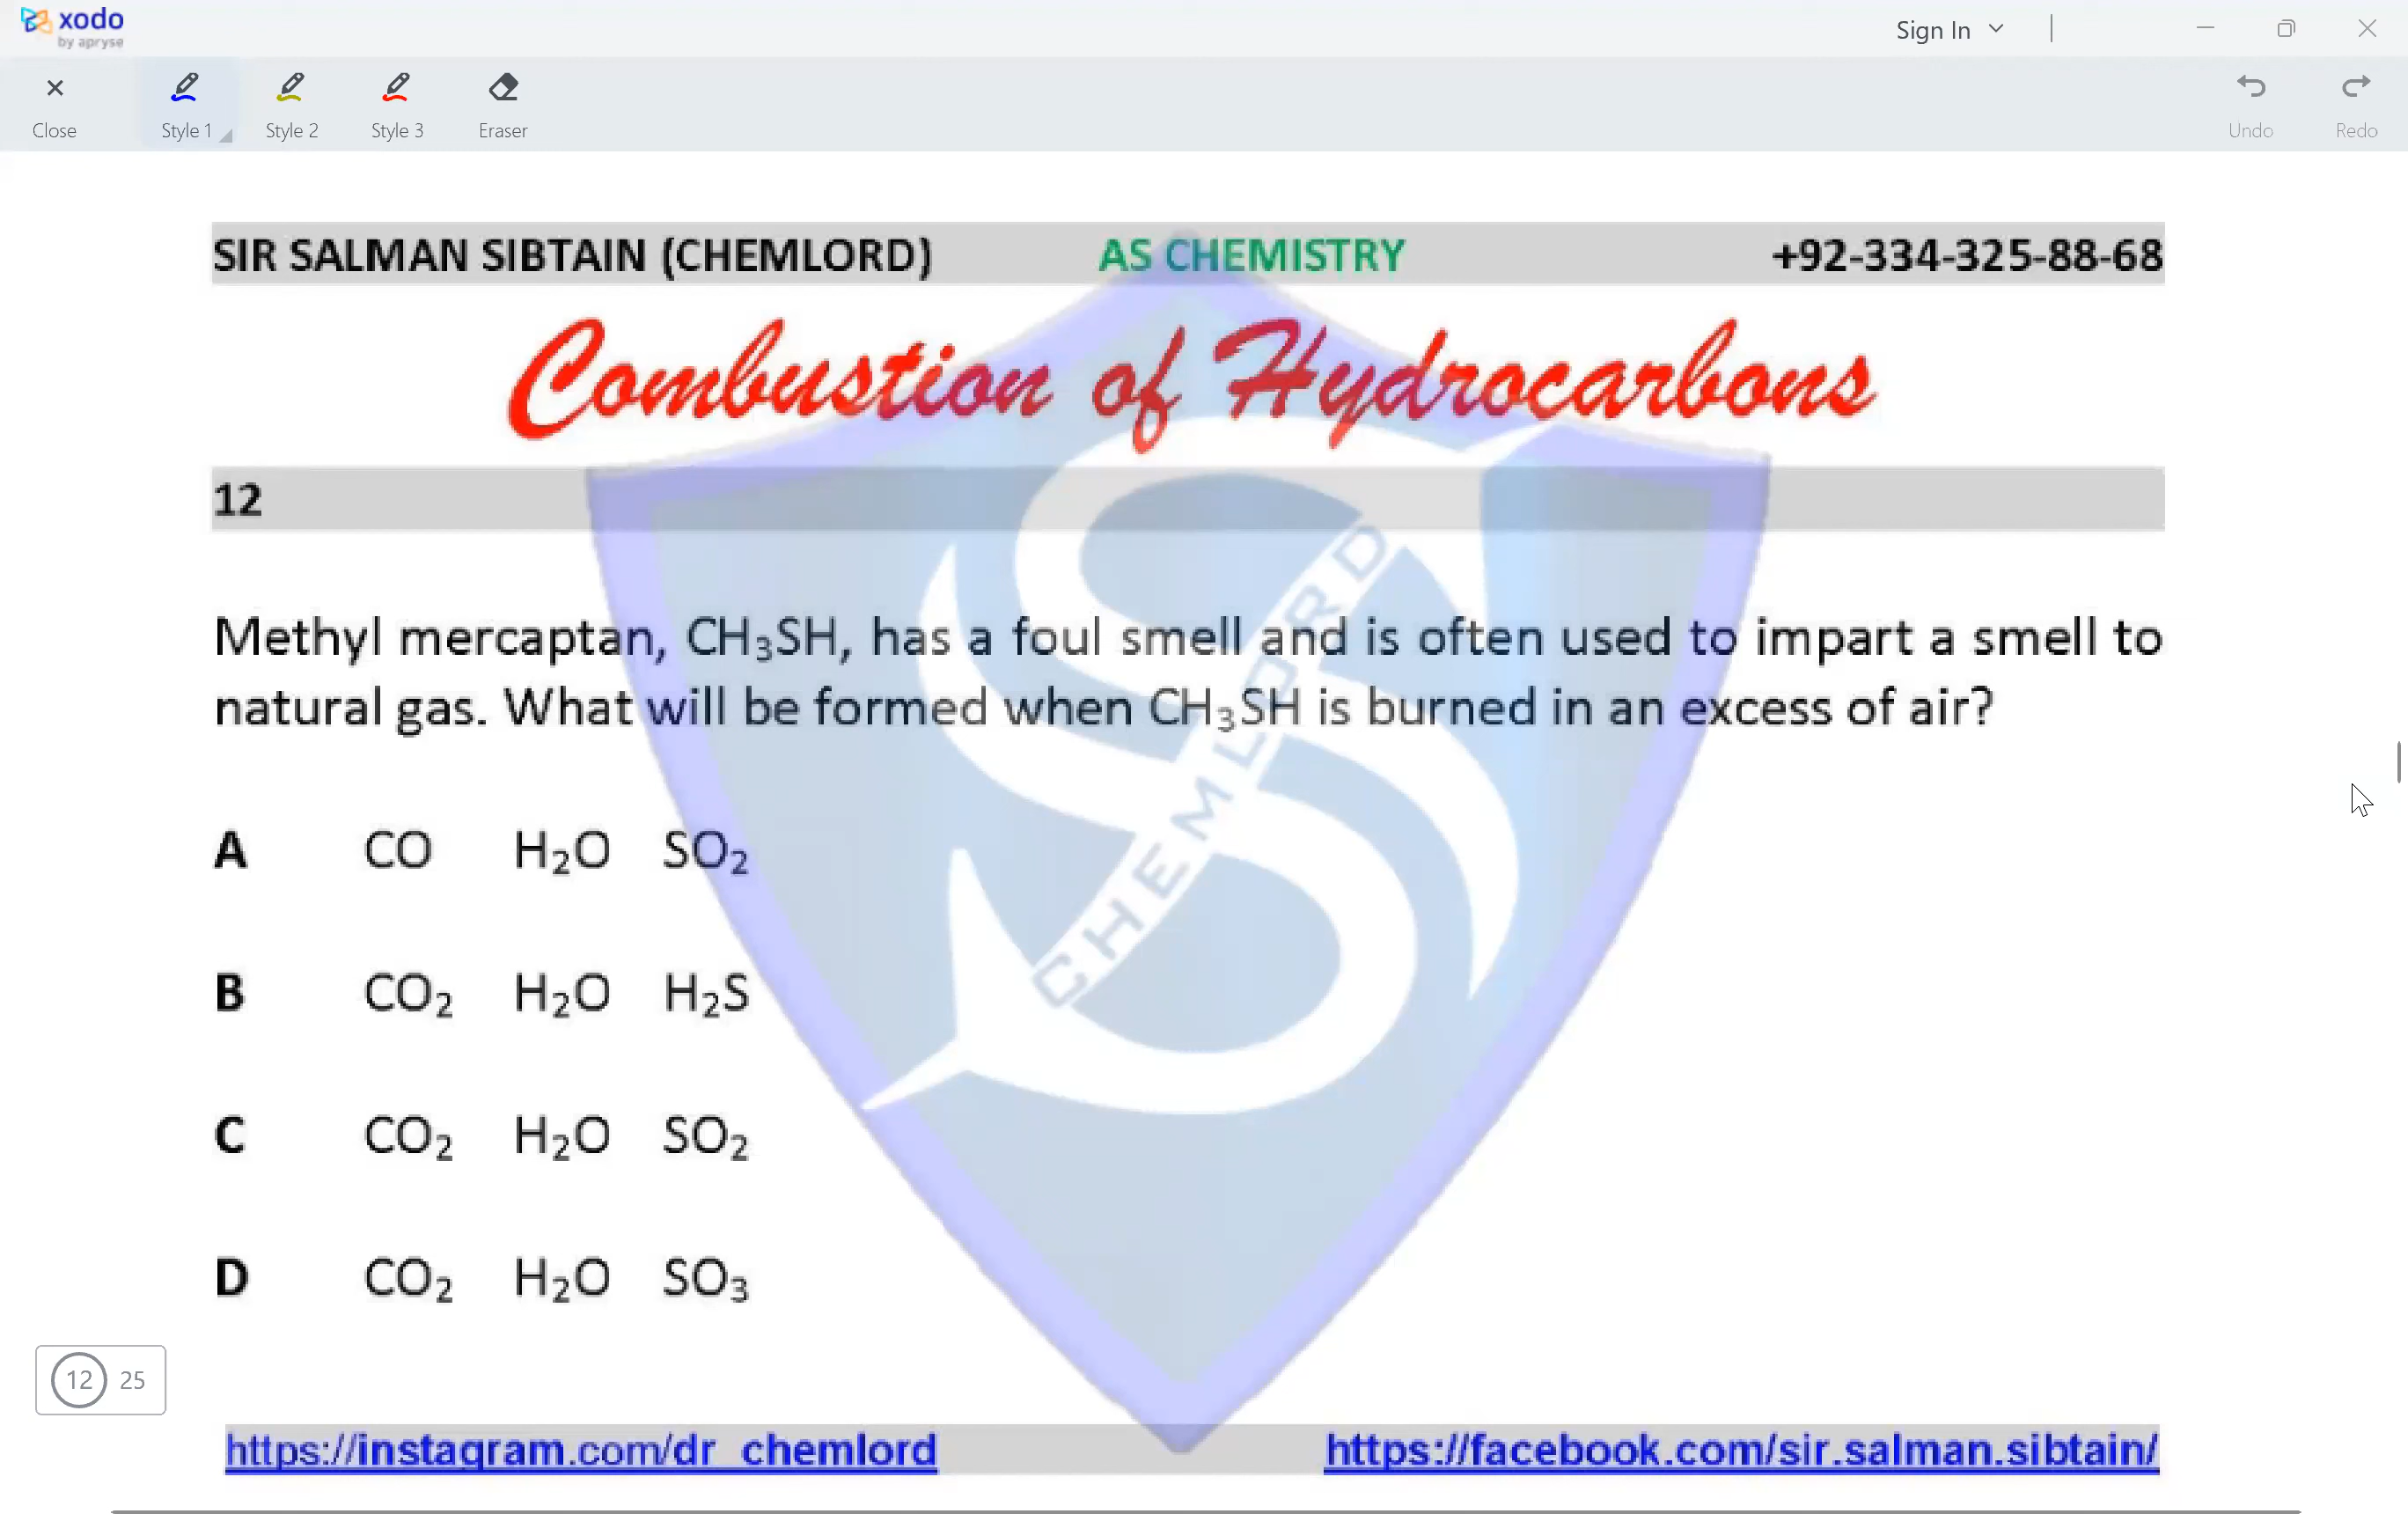 xodo
by apryse
Sign In
Close
Style 1
Style 2
Style 3
Eraser
Undo
Redo
SIR SALMAN SIBTAIN (CHEMLORD) AS CHEMISTRY +92-334-325-88-68
Combustion of Hydrocarbons
12
Methyl mercaptan, CH₃SH, has a foul smell and is often used to impart a smell to
natural gas. What will be formed when CH₃SH is burned in an excess of air?
A CO H₂O SO₂
B CO₂ H₂O H₂S
C CO₂ H₂O SO₂
D CO₂ H₂O SO₃
CHEMLORD
12 25
https://instagram.com/dr_chemlord https://facebook.com/sir.salman.sibtain/